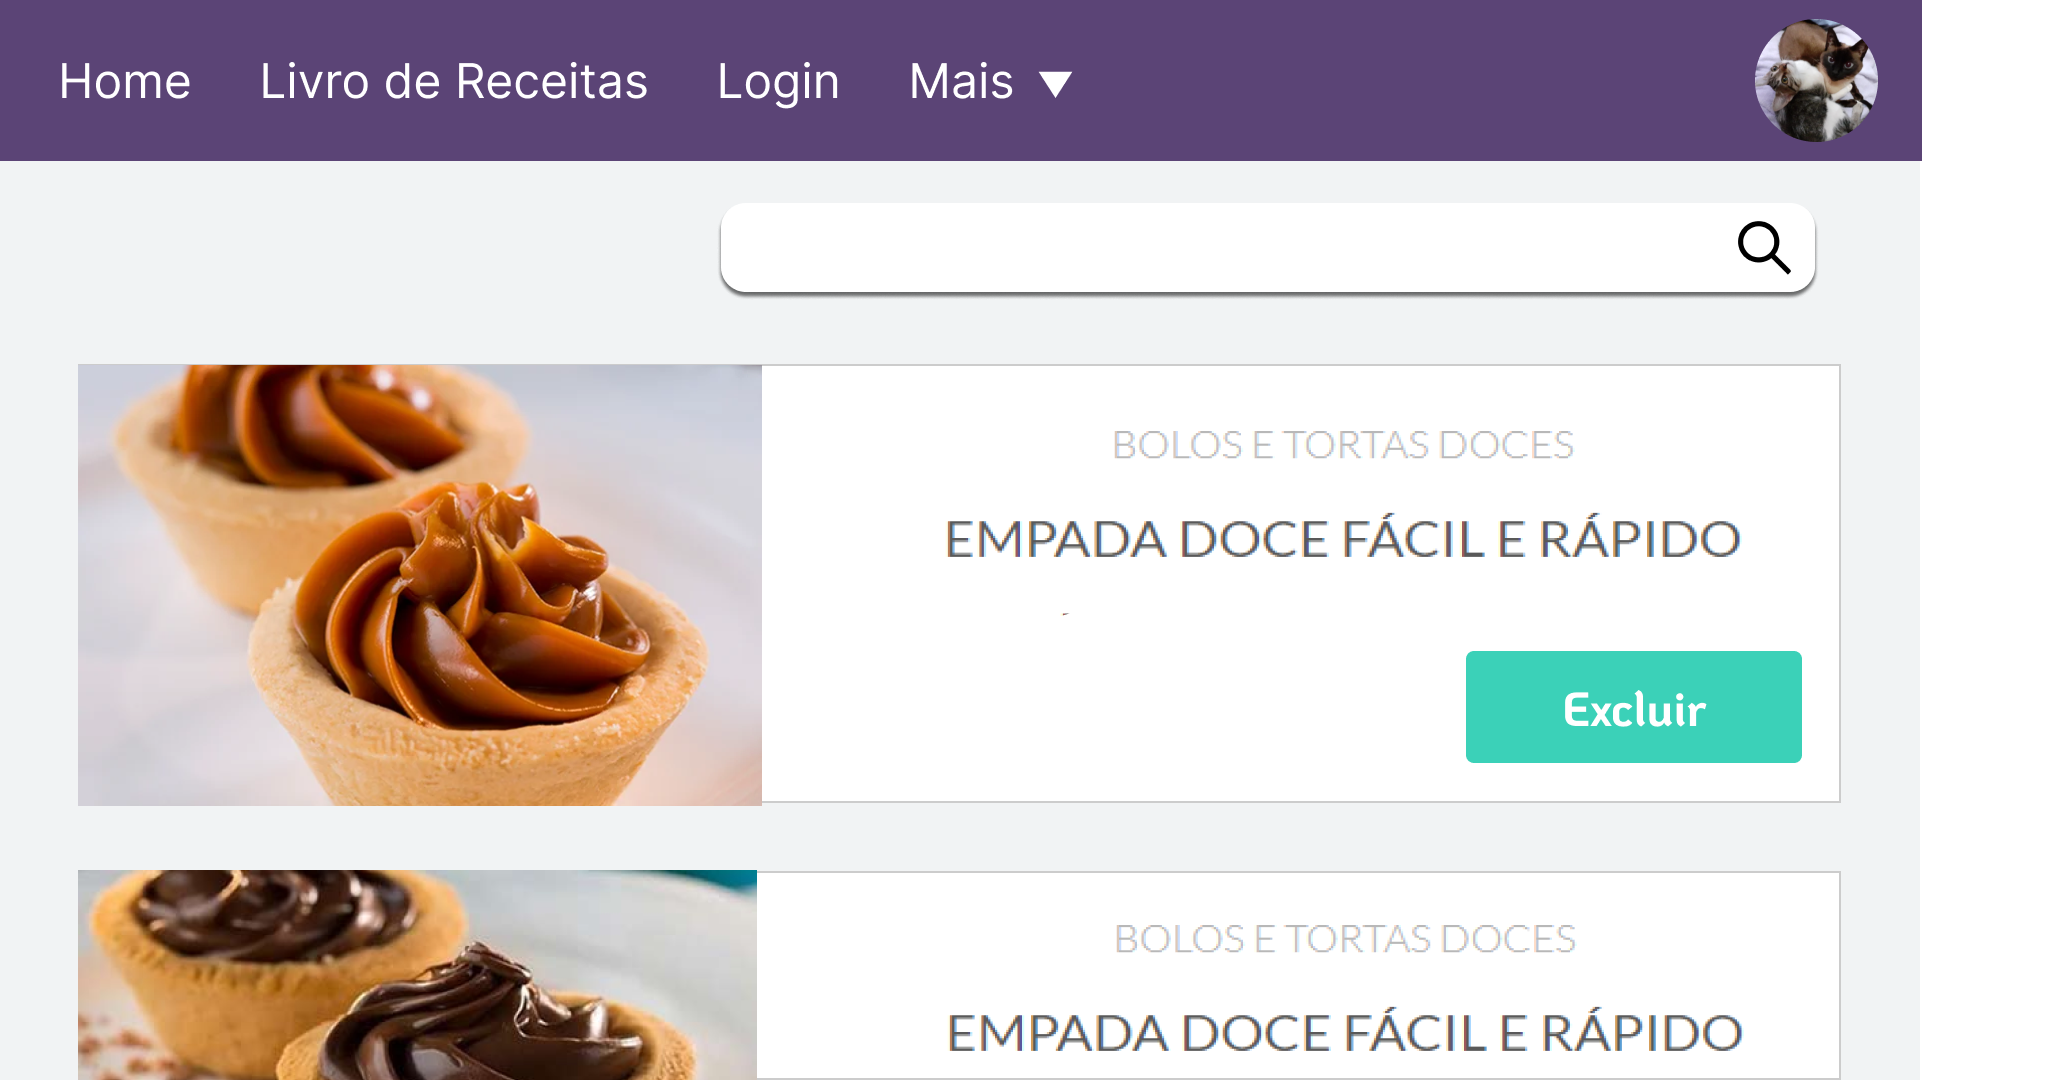 Home Livro de Receitas Login Mais
BOLOS E TORTAS DOCES
EMPADA DOCE FÁCIL E RÁPIDO
Excluir
BOLOS E TORTAS DOCES
EMPADA DOCE FÁCIL E RÁPIDO